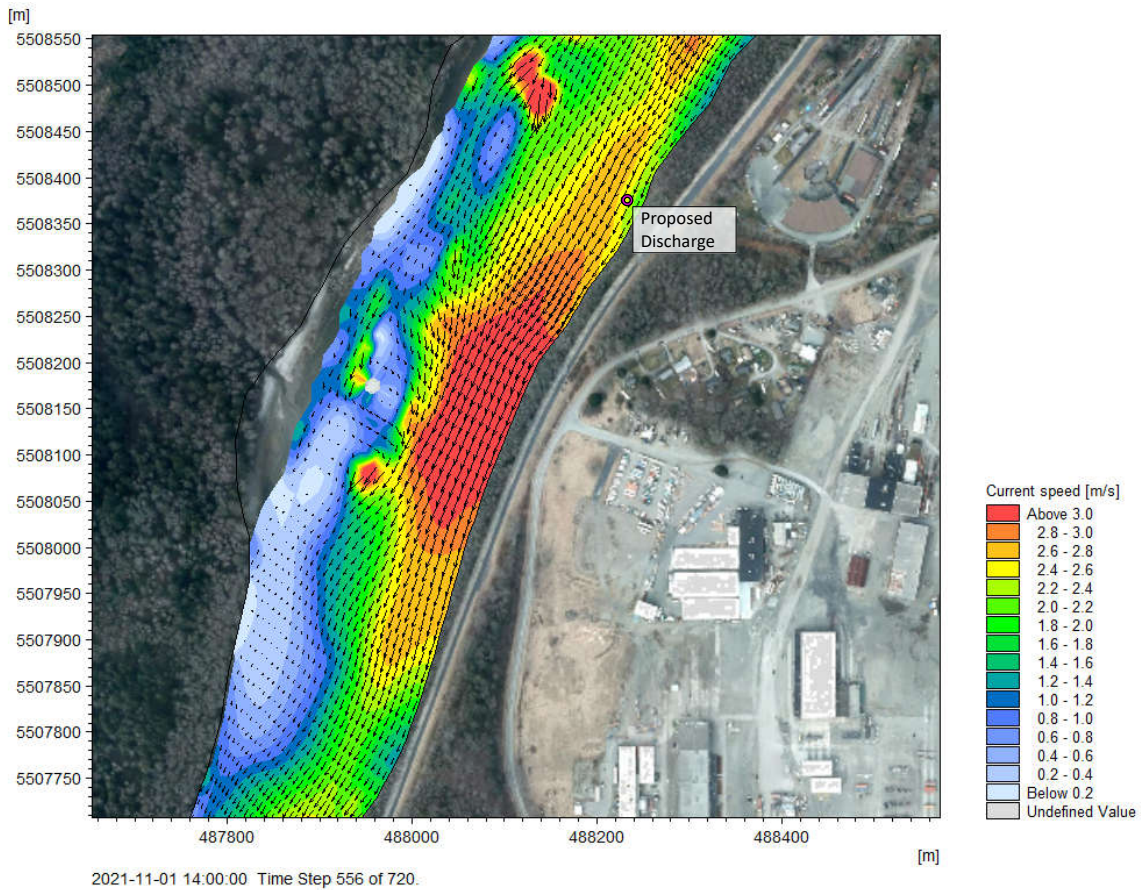 [m]
5508550
5508500
5508450
5508400
5508350
5508300
5508250
5508200
5508150
5508100
5508050
5508000
5507950
5507900
5507850
5507800
5507750
Proposed
Discharge
487800 488000 488200 488400
[m]
2021-11-01 14:00:00 Time Step 556 of 720.
Current speed [m/s]
Above 3.0
2.8 - 3.0
2.6 - 2.8
2.4 - 2.6
2.2 - 2.4
2.0 - 2.2
1.8 - 2.0
1.6 - 1.8
1.4 - 1.6
1.2 - 1.4
1.0 - 1.2
0.8 - 1.0
0.6 - 0.8
0.4 - 0.6
0.2 - 0.4
Below 0.2
Undefined Value